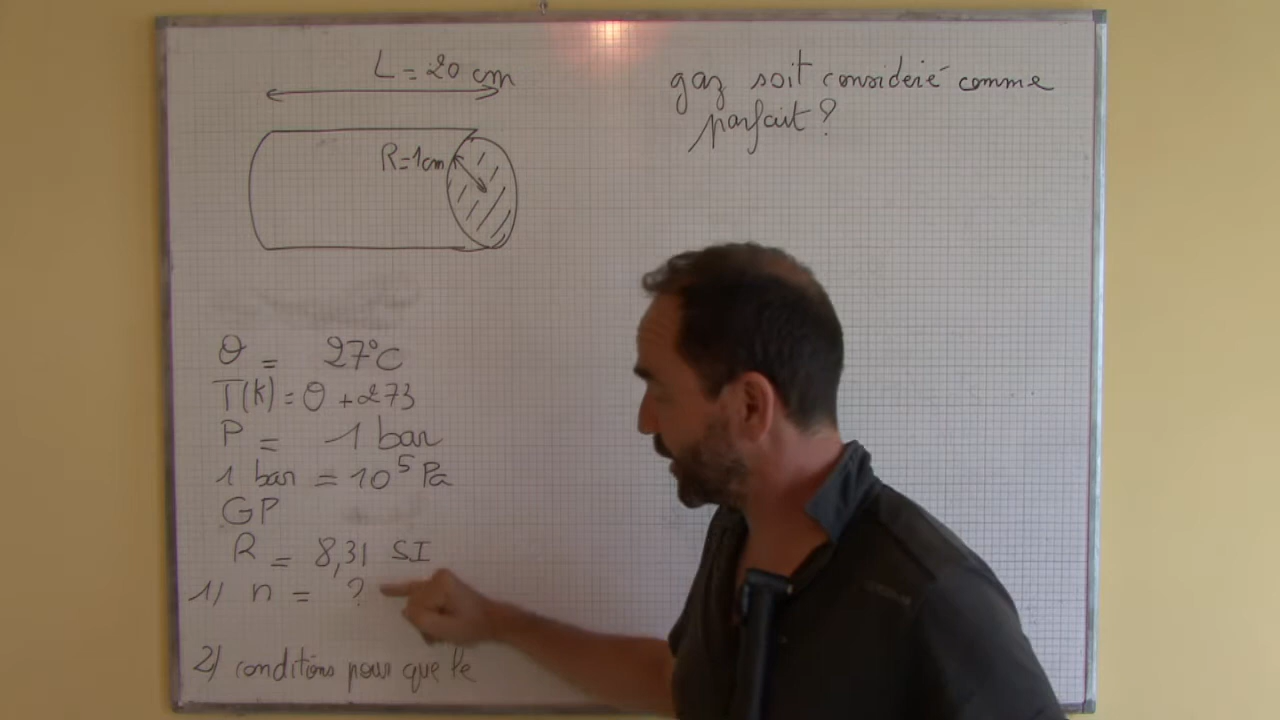 L = 20 cm
R=1cm
θ = 27°C
T(K) = θ + 273
P = 1 bar
1 bar = 10⁵ Pa
GP
R = 8,31 SI
1) n = ?
2) conditions pour que le
gaz soit considéré comme
parfait ?